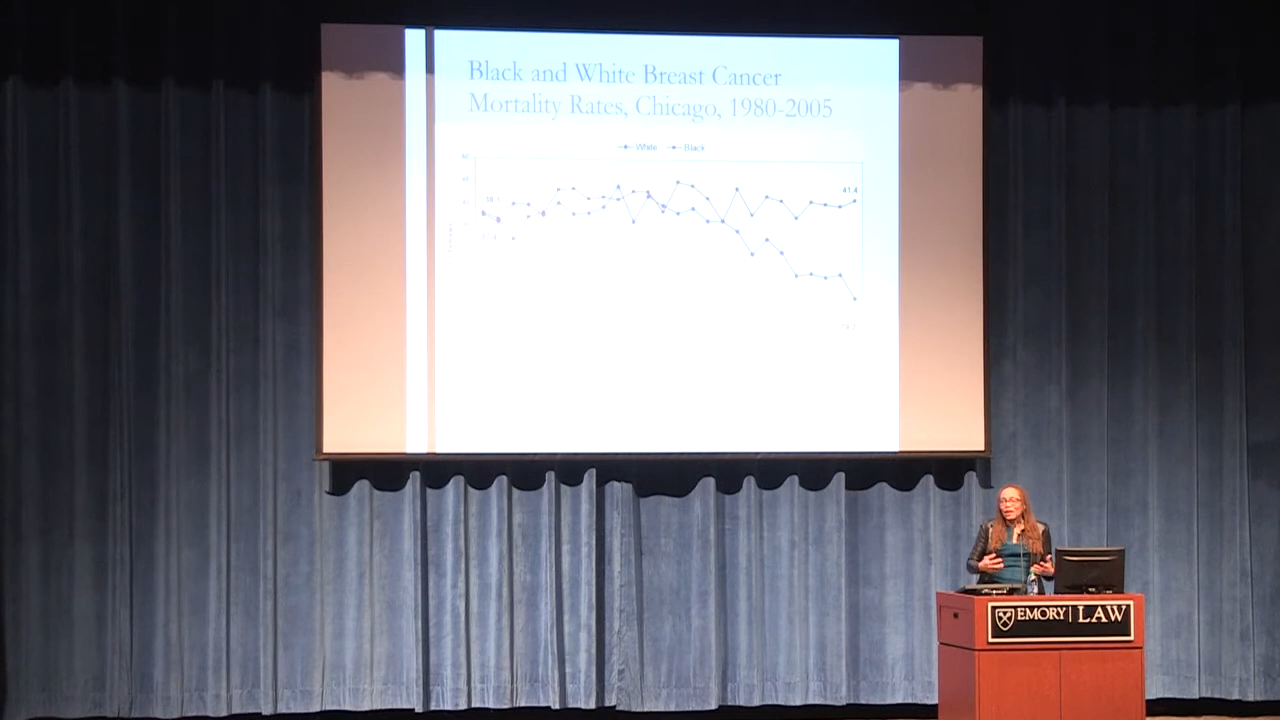 Black and White Breast Cancer
Mortality Rates, Chicago, 1980-2005
White Black
41.4
EMORY | LAW